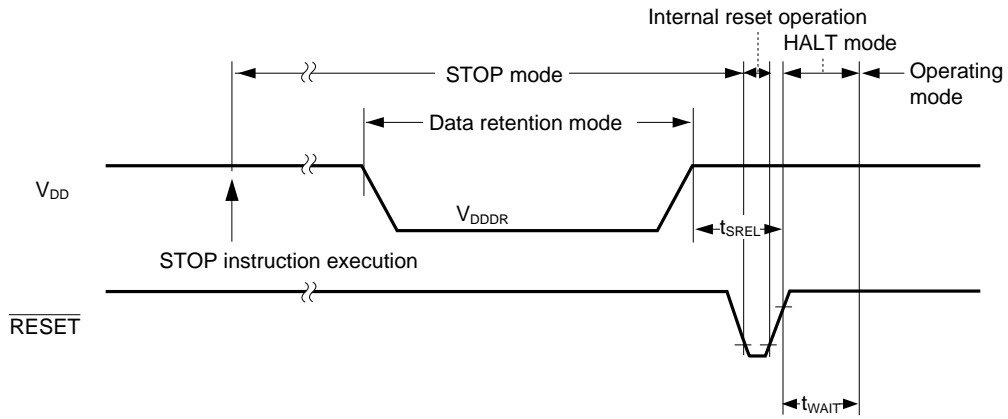 Internal reset operation
HALT mode
STOP mode
Operating
mode
Data retention mode
VDD
VDDDR
tSREL
STOP instruction execution
RESET
tWAIT